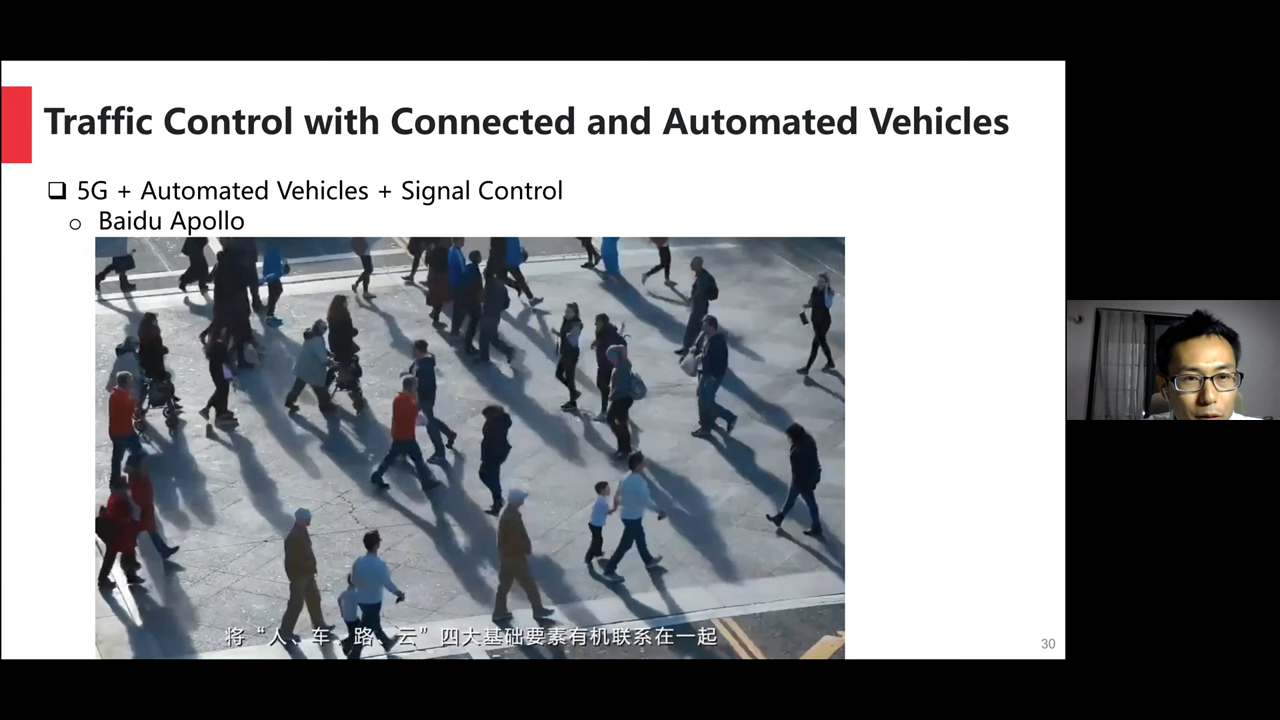 Traffic Control with Connected and Automated Vehicles
5G + Automated Vehicles + Signal Control
Baidu Apollo
将“人、车、路、云”四大基础要素有机联系在一起
30